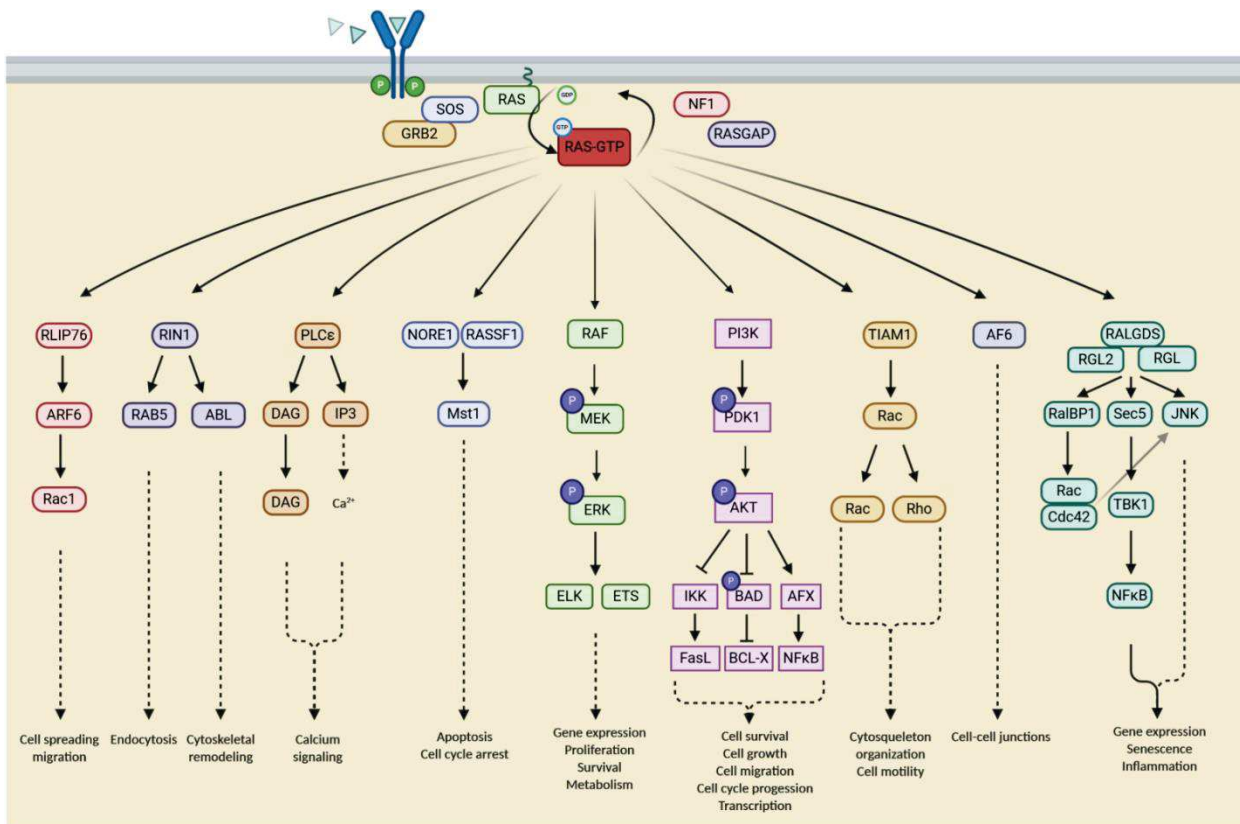 P
P
SOS
GRB2
RAS
GDP
GTP
RAS-GTP
NF1
RASGAP
RLIP76
ARF6
Rac1
Cell spreading
migration
RIN1
RAB5
ABL
Endocytosis
Cytoskeletal
remodeling
PLCε
DAG
IP3
DAG
Ca²⁺
Calcium
signaling
NORE1
RASSF1
Mst1
Apoptosis
Cell cycle arrest
RAF
P
MEK
P
ERK
ELK
ETS
Gene expression
Proliferation
Survival
Metabolism
PI3K
P
PDK1
P
AKT
IKK
P
BAD
AFX
FasL
BCL-X
NFκB
Cell survival
Cell growth
Cell migration
Cell cycle progession
Transcription
TIAM1
Rac
Rac
Rho
Cytosqueleton
organization
Cell motility
AF6
Cell-cell junctions
RALGDS
RGL2
RGL
RalBP1
Sec5
JNK
Rac
Cdc42
TBK1
NFκB
Gene expression
Senescence
Inflammation